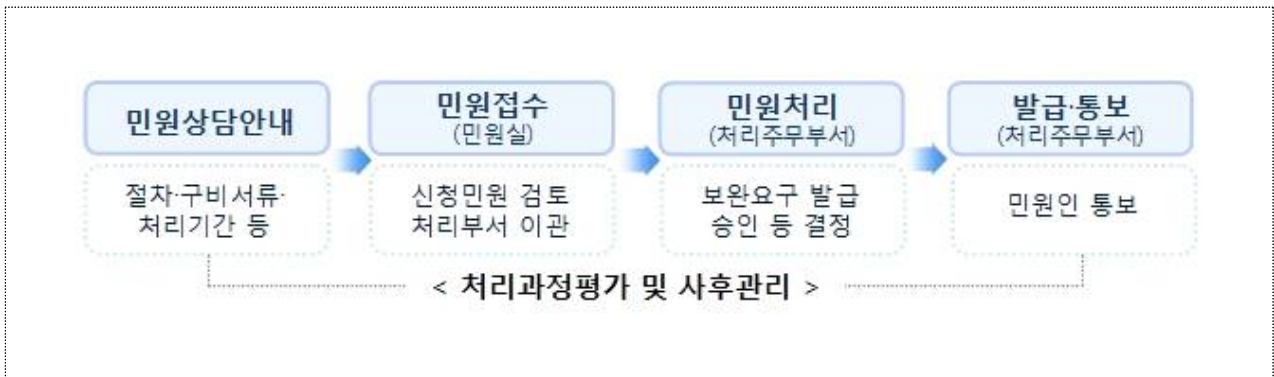 민원상담안내
절차·구비서류·
처리기간 등
민원접수
(민원실)
신청민원 검토
처리부서 이관
민원처리
(처리주무부서)
보완요구 발급
승인 등 결정
발급·통보
(처리주무부서)
민원인 통보
< 처리과정평가 및 사후관리 >